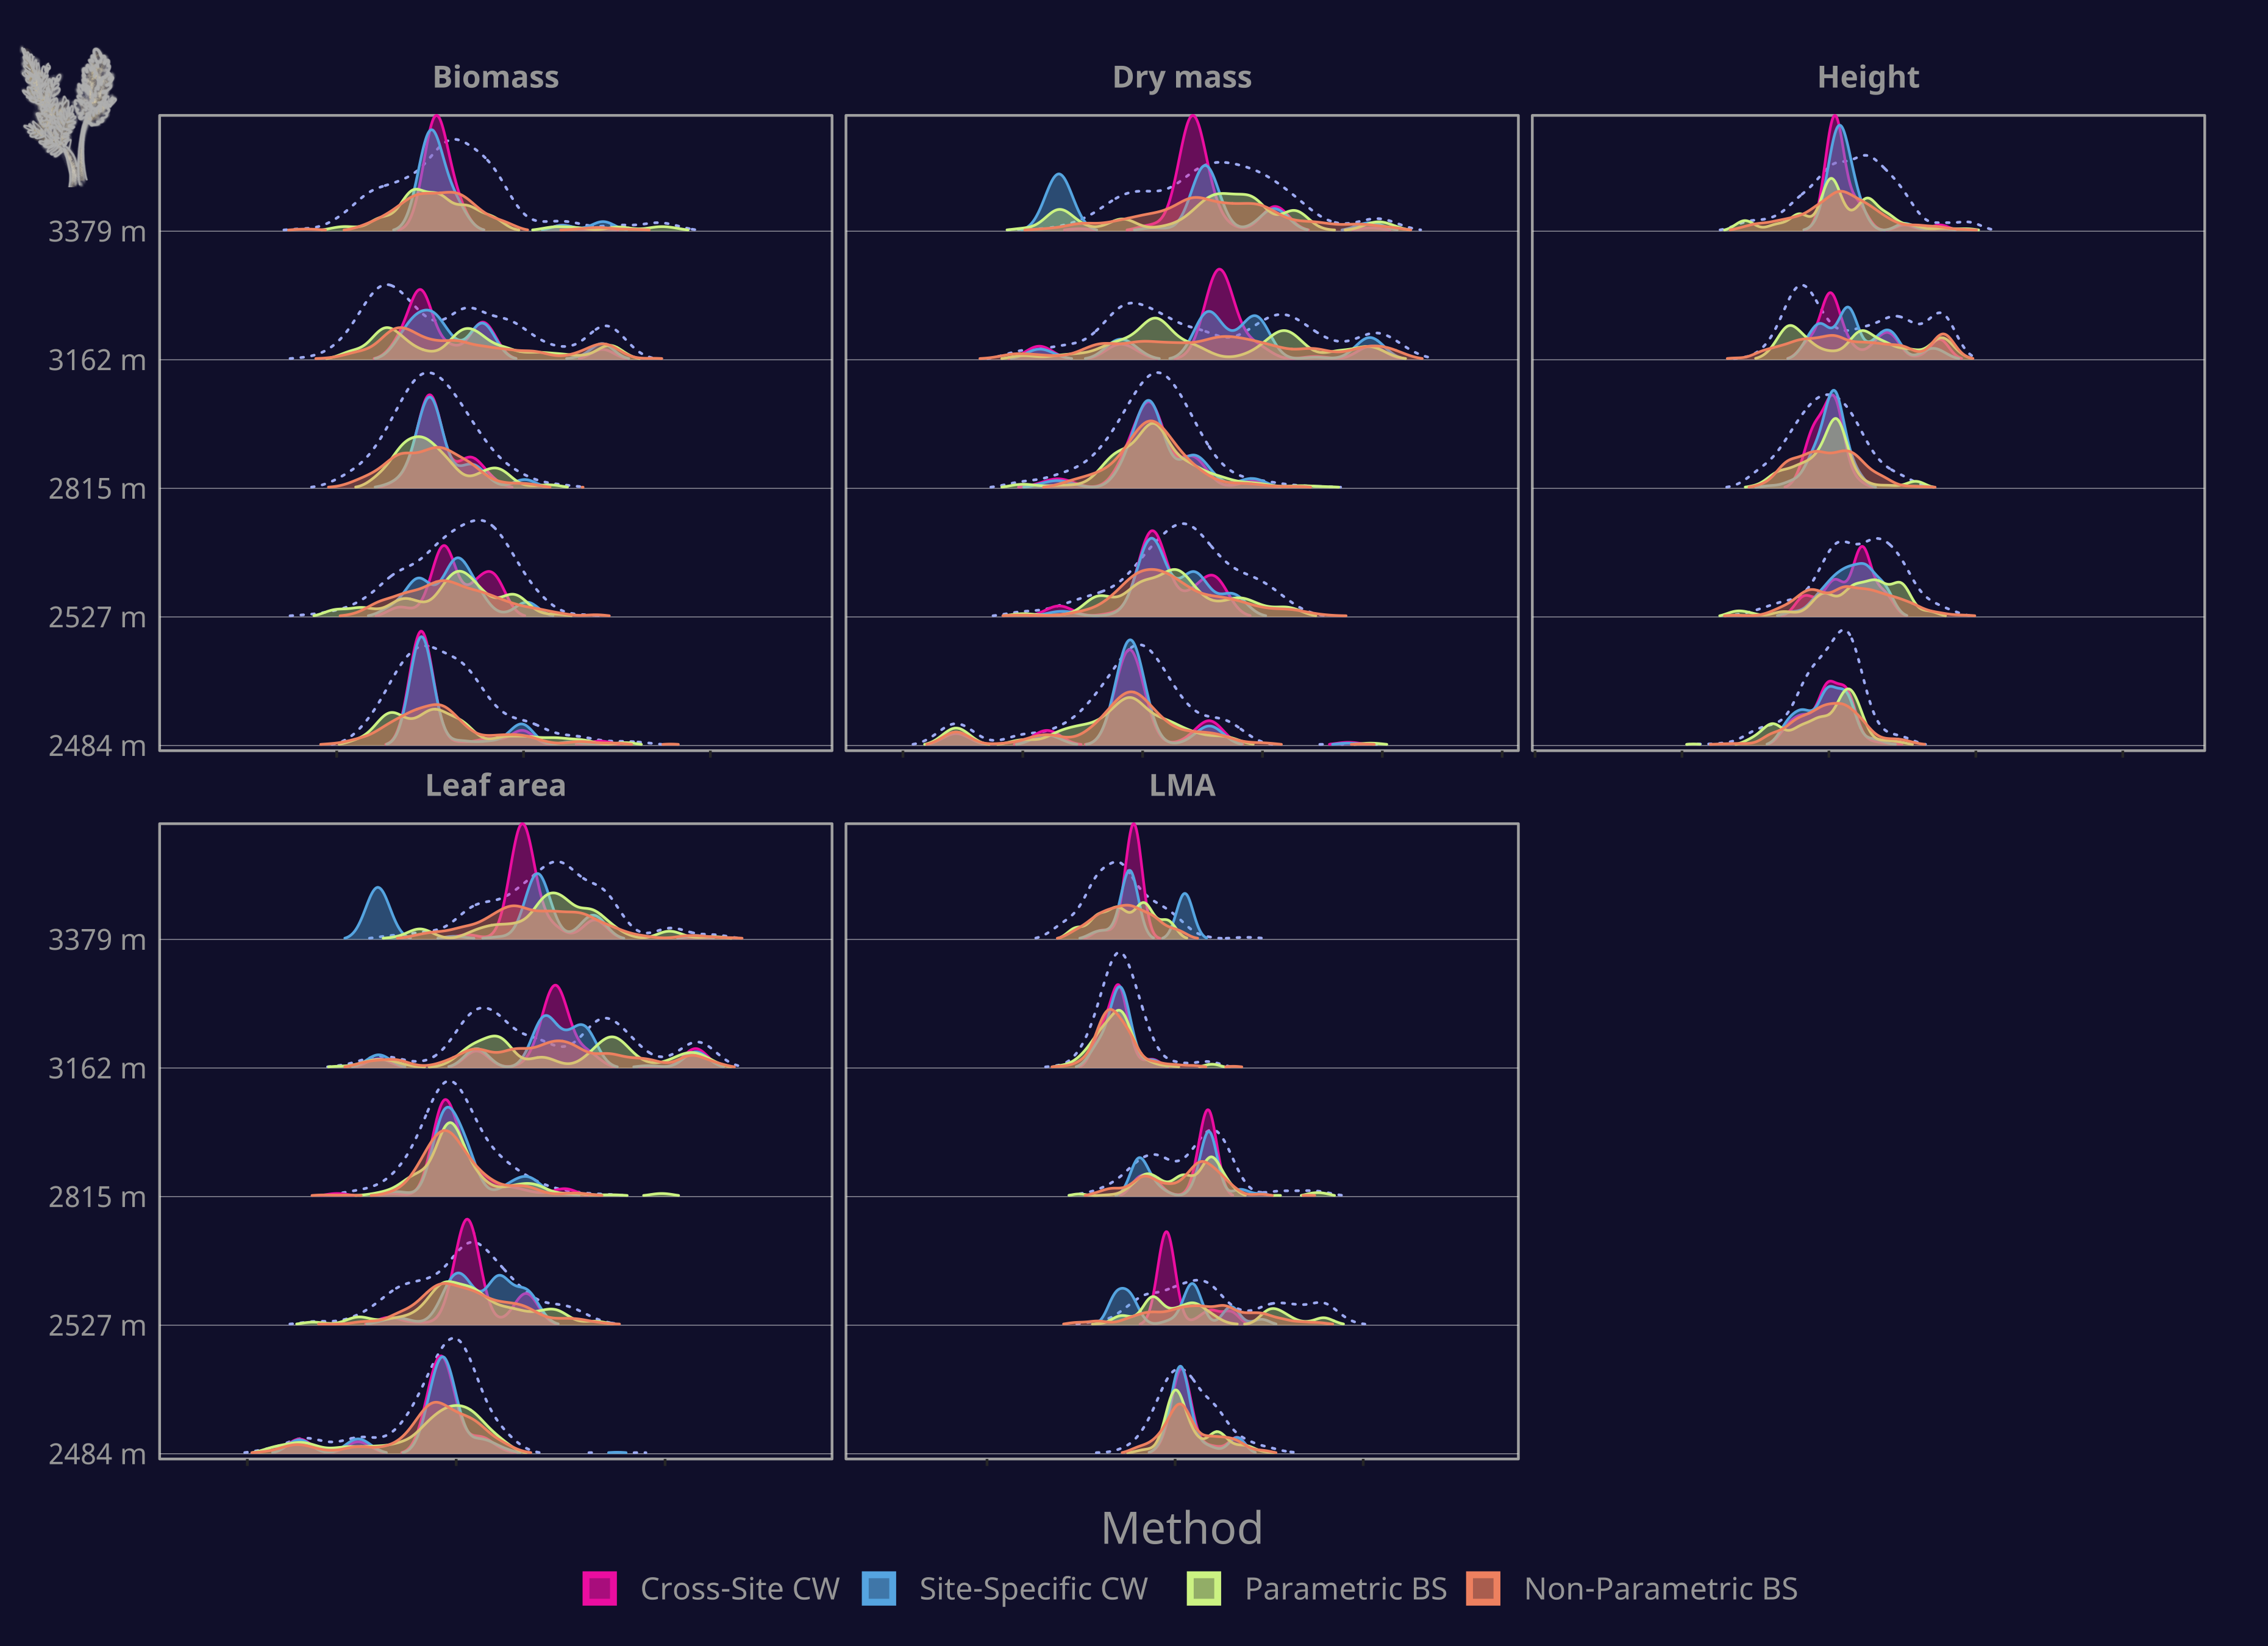 Biomass
Dry mass
Height
3379 m
3162 m
2815 m
2527 m
2484 m
Leaf area
LMA
3379 m
3162 m
2815 m
2527 m
2484 m
Method
Cross-Site CW
Site-Specific CW
Parametric BS
Non-Parametric BS